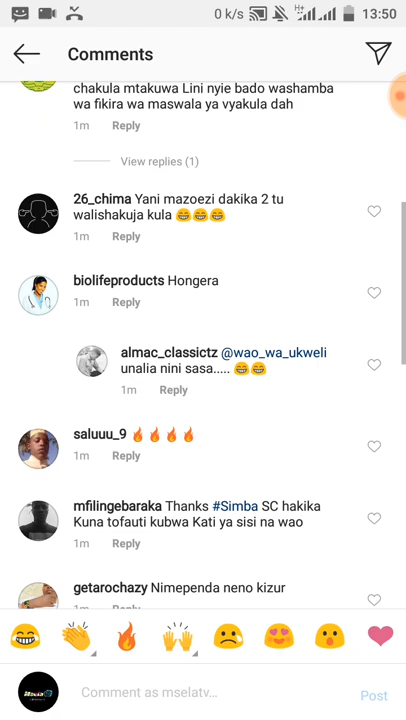 0 k/s H+ 13:50
Comments
chakula mtakuwa Lini nyie bado washamba
wa fikira wa maswala ya vyakula dah
1m Reply
View replies (1)
26_chima Yani mazoezi dakika 2 tu
walishakuja kula 😂😂😂
1m Reply
biolifeproducts Hongera
1m Reply
almac_classictz @wao_wa_ukweli
unalia nini sasa..... 😂😂
1m Reply
saluuu_9 🔥🔥🔥🔥
1m Reply
mfilingebaraka Thanks #Simba SC hakika
Kuna tofauti kubwa Kati ya sisi na wao
1m Reply
getarochazy Nimependa neno kizur
1m Reply
Comment as mselatv... Post